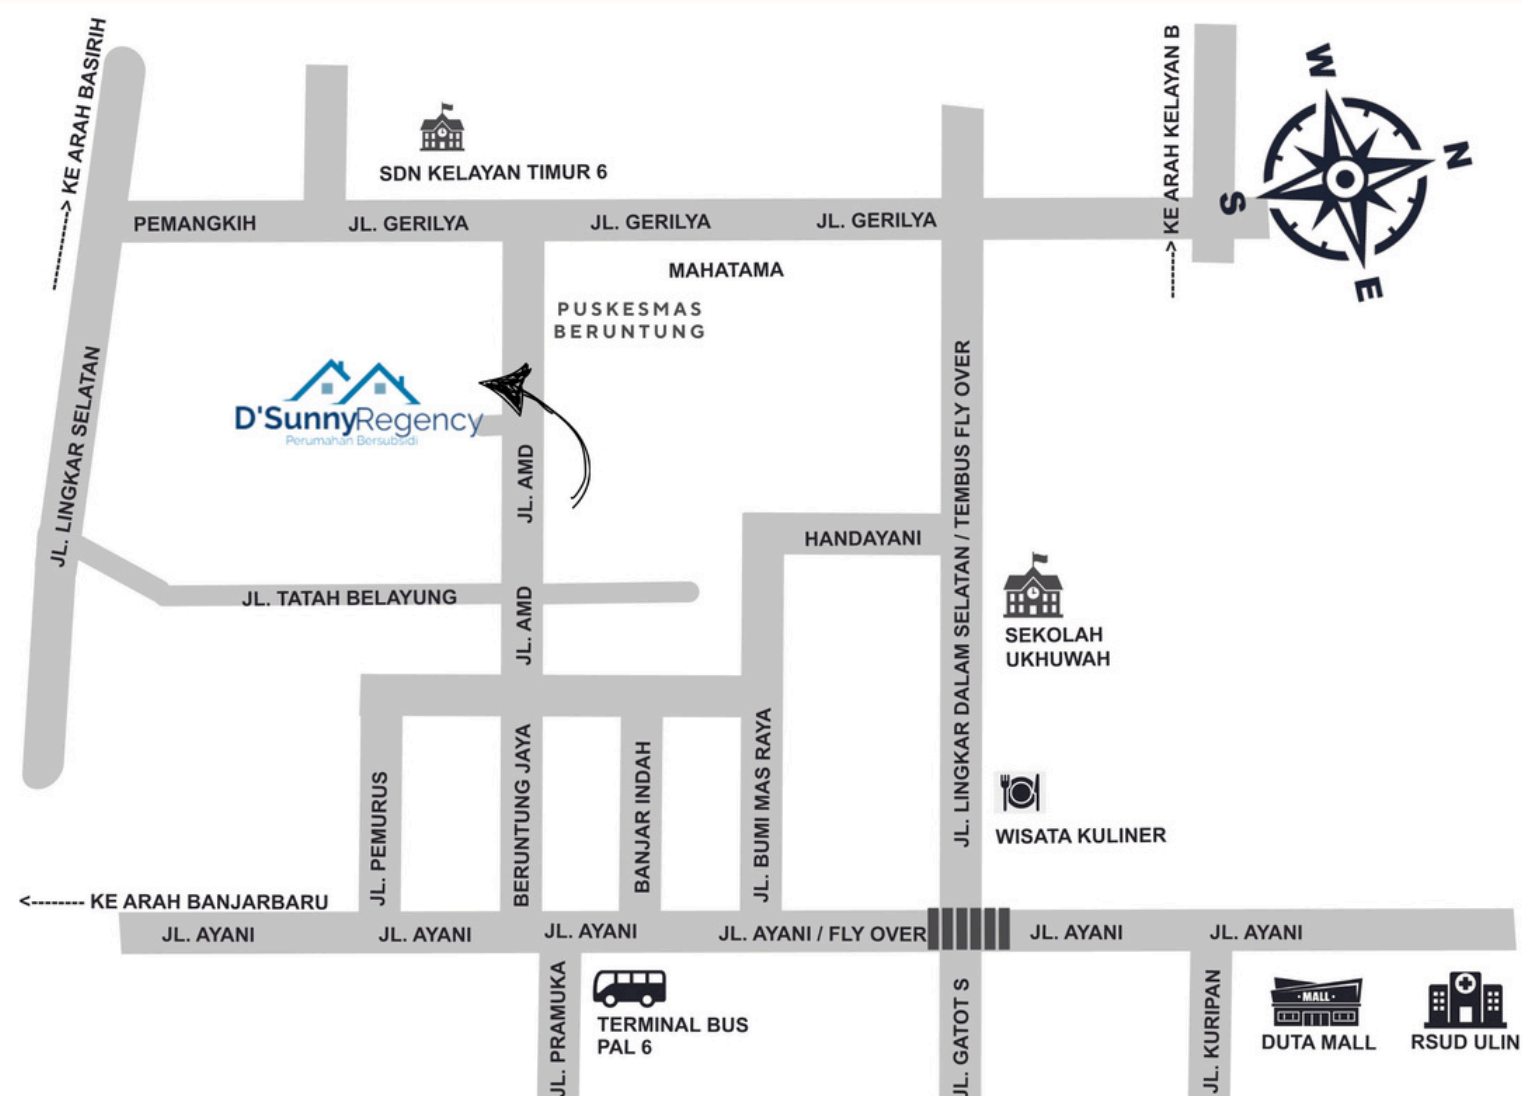 -------> KE ARAH BASIRIH
------> KE ARAH KELAYAN B
W
N
S
E
SDN KELAYAN TIMUR 6
PEMANGKIH
JL. GERILYA
JL. GERILYA
JL. GERILYA
MAHATAMA
PUSKESMAS
BERUNTUNG
JL. LINGKAR SELATAN
D'SunnyRegency
Perumahan Bersubsidi
JL. AMD
JL. LINGKAR DALAM SELATAN / TEMBUS FLY OVER
HANDAYANI
JL. TATAH BELAYUNG
JL. AMD
SEKOLAH
UKHUWAH
JL. PEMURUS
BERUNTUNG JAYA
BANJAR INDAH
JL. BUMI MAS RAYA
WISATA KULINER
<-------- KE ARAH BANJARBARU
JL. AYANI
JL. AYANI
JL. AYANI
JL. AYANI / FLY OVER
JL. AYANI
JL. AYANI
JL. PRAMUKA
TERMINAL BUS
PAL 6
JL. GATOT S
JL. KURIPAN
MALL
DUTA MALL
RSUD ULIN